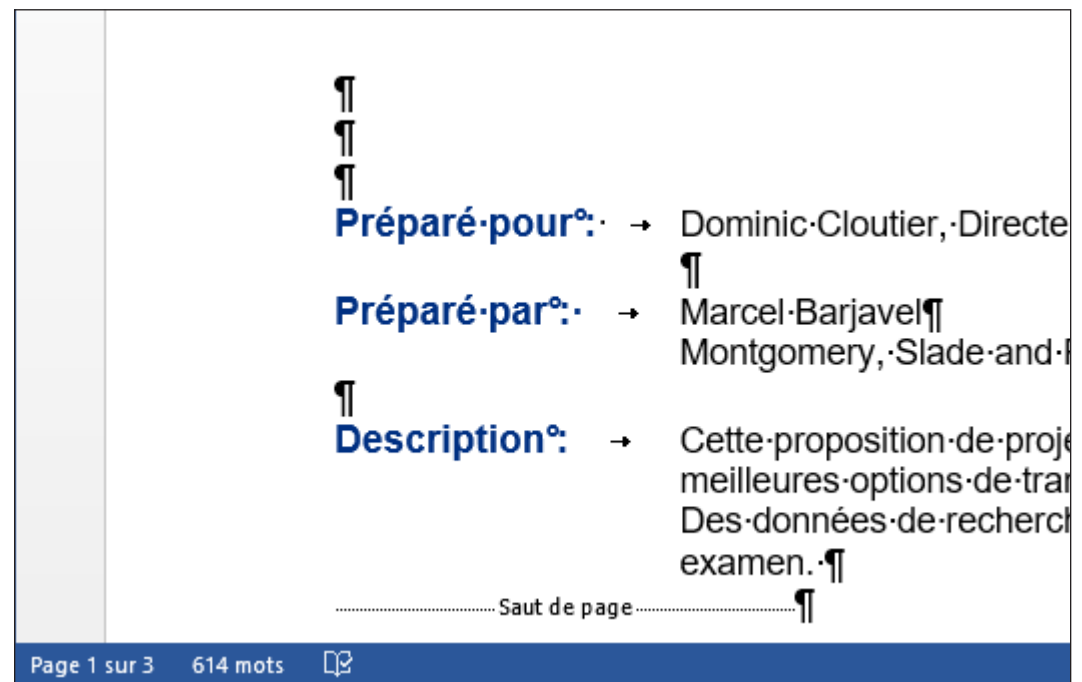 ¶
¶
¶
Préparé·pour°:· → Dominic·Cloutier,·Directe
¶
Préparé·par°:· → Marcel·Barjavel¶
Montgomery,·Slade·and·
¶
Description°: → Cette·proposition·de·proje
meilleures·options·de·tra
Des·données·de·recherc
examen.·¶
Saut de page ¶
Page 1 sur 3 614 mots